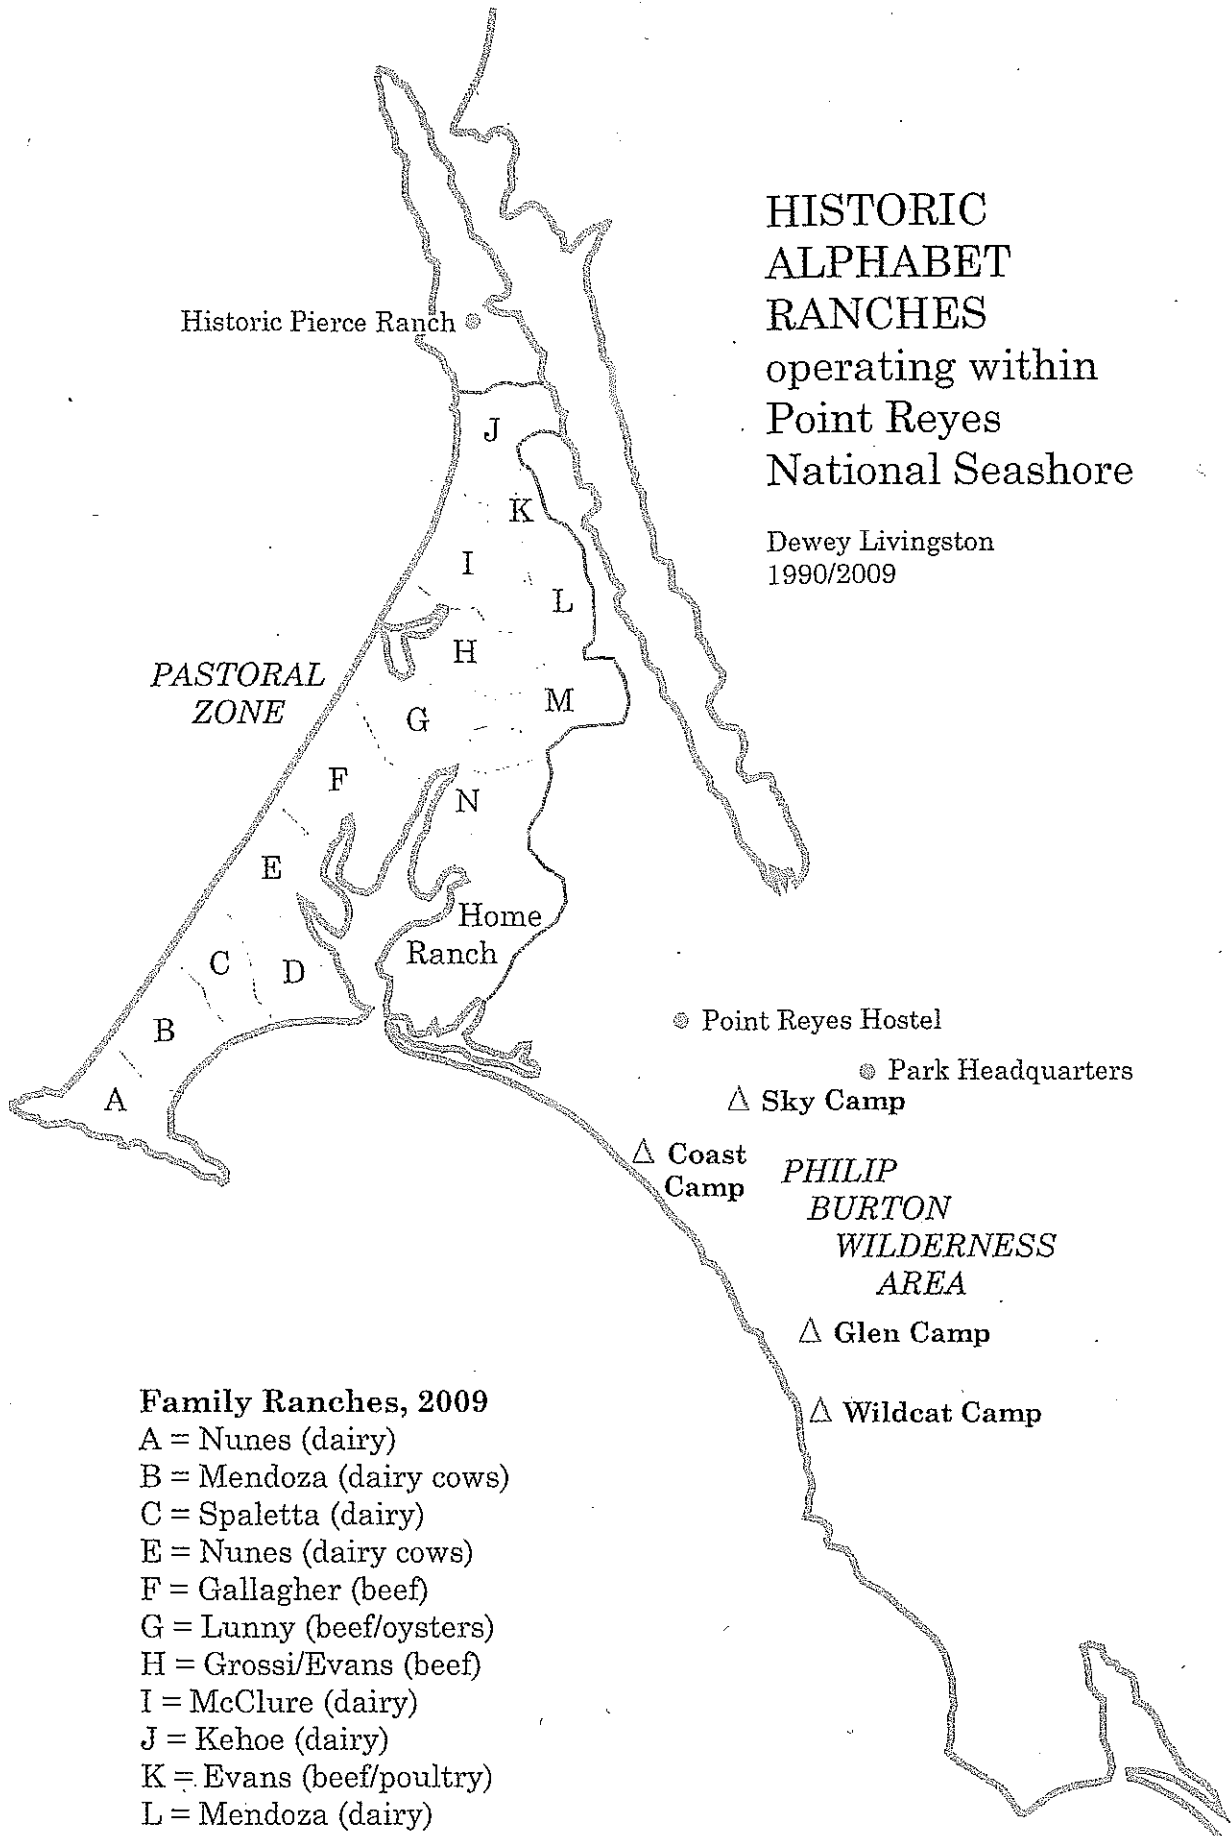 HISTORIC
ALPHABET
RANCHES
operating within
Point Reyes
National Seashore
Dewey Livingston
1990/2009
Historic Pierce Ranch
J
K
I
L
H
PASTORAL
ZONE
M
G
F
N
E
Home
Ranch
C
D
B
A
Point Reyes Hostel
Park Headquarters
Sky Camp
Coast
Camp
PHILIP
BURTON
WILDERNESS
AREA
Glen Camp
Wildcat Camp
Family Ranches, 2009
A = Nunes (dairy)
B = Mendoza (dairy cows)
C = Spaletta (dairy)
E = Nunes (dairy cows)
F = Gallagher (beef)
G = Lunny (beef/oysters)
H = Grossi/Evans (beef)
I = McClure (dairy)
J = Kehoe (dairy)
K = Evans (beef/poultry)
L = Mendoza (dairy)